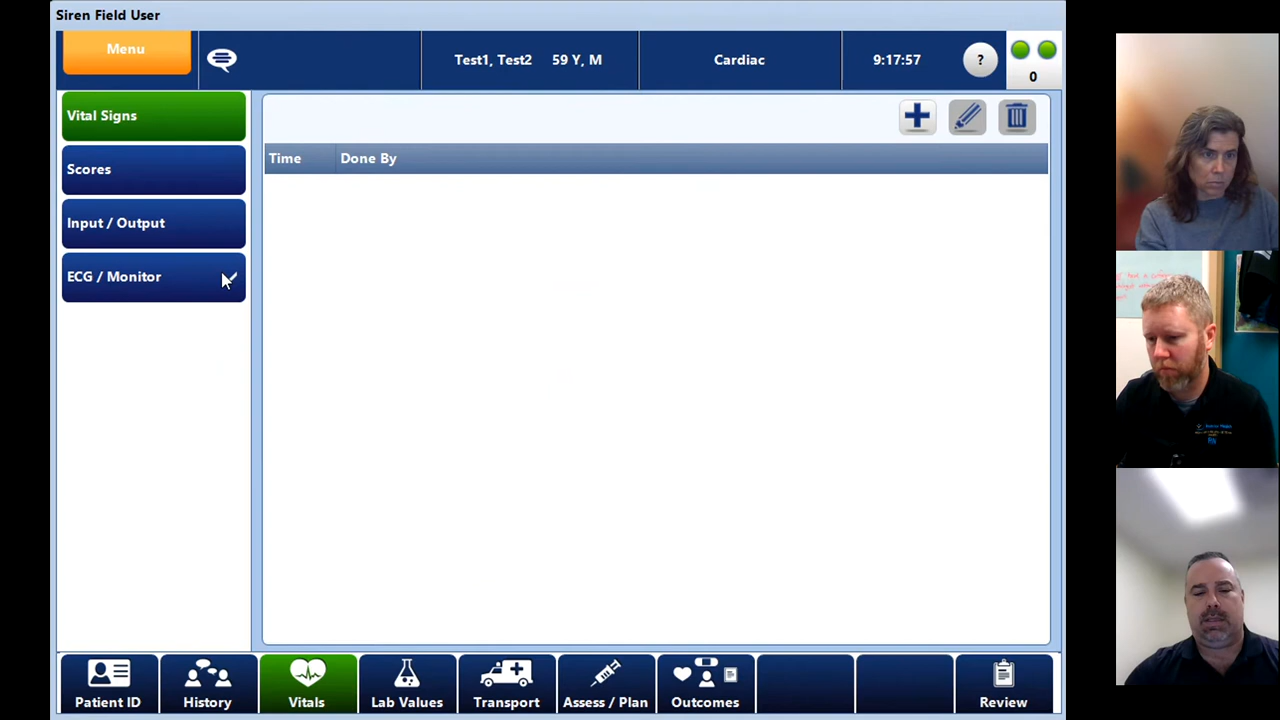 Siren Field User
Menu
Test1, Test2 59 Y, M
Cardiac
9:17:57
?
0
Vital Signs
Scores
Input / Output
ECG / Monitor
Time
Done By
Patient ID
History
Vitals
Lab Values
Transport
Assess / Plan
Outcomes
Review
RN